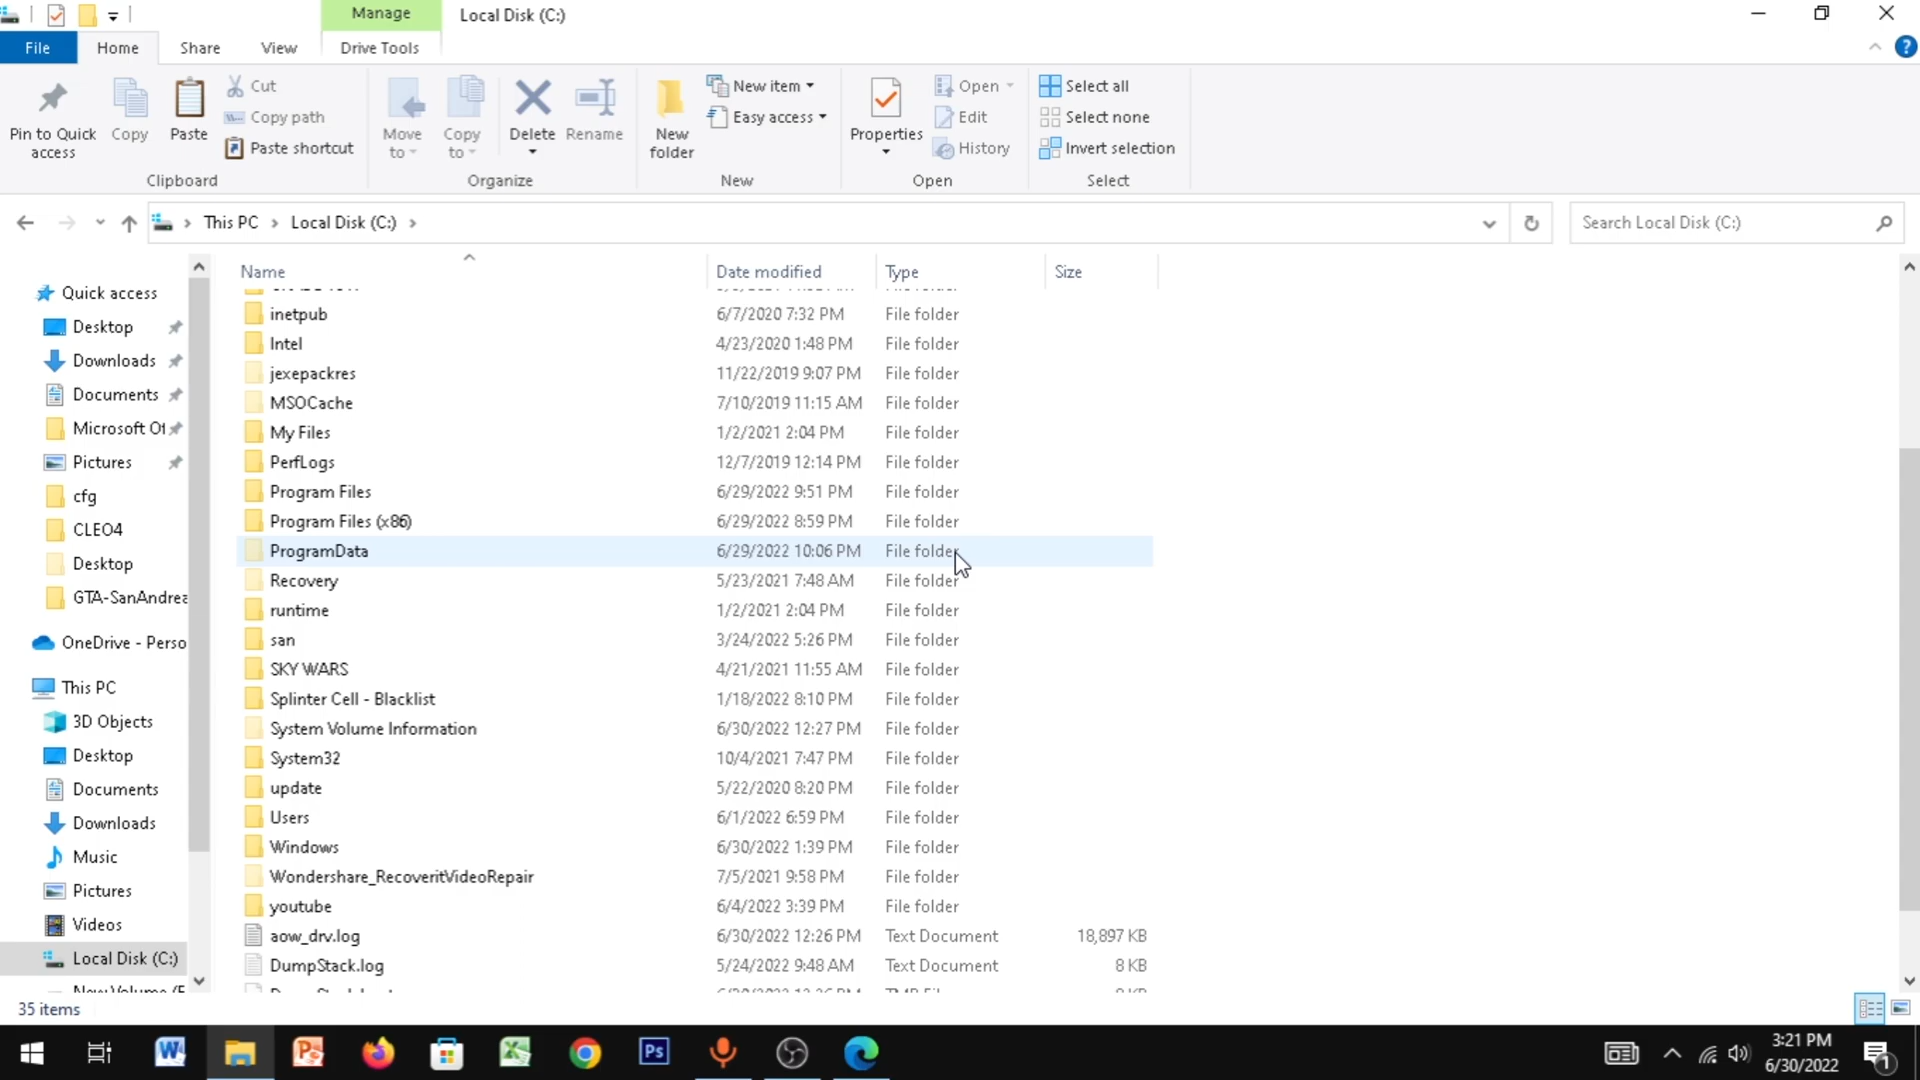 Manage
Local Disk (C:)
File
Home
Share
View
Drive Tools
Pin to Quick
access
Copy
Paste
Cut
Copy path
Paste shortcut
Clipboard
Move
to
Copy
to
Delete
Rename
Organize
New
folder
New item
Easy access
New
Properties
Open
Edit
History
Open
Select all
Select none
Invert selection
Select
This PC
Local Disk (C:)
Search Local Disk (C:)
Quick access
Desktop
Downloads
Documents
Microsoft Of
Pictures
cfg
CLEO4
Desktop
GTA-SanAndrea
OneDrive - Perso
This PC
3D Objects
Desktop
Documents
Downloads
Music
Pictures
Videos
Local Disk (C:)
Name Date modified Type Size
inetpub 6/7/2020 7:32 PM File folder
Intel 4/23/2020 1:48 PM File folder
jexepackres 11/22/2019 9:07 PM File folder
MSOCache 7/10/2019 11:15 AM File folder
My Files 1/2/2021 2:04 PM File folder
PerfLogs 12/7/2019 12:14 PM File folder
Program Files 6/29/2022 9:51 PM File folder
Program Files (x86) 6/29/2022 8:59 PM File folder
ProgramData 6/29/2022 10:06 PM File folder
Recovery 5/23/2021 7:48 AM File folder
runtime 1/2/2021 2:04 PM File folder
san 3/24/2022 5:26 PM File folder
SKY WARS 4/21/2021 11:55 AM File folder
Splinter Cell - Blacklist 1/18/2022 8:10 PM File folder
System Volume Information 6/30/2022 12:27 PM File folder
System32 10/4/2021 7:47 PM File folder
update 5/22/2020 8:20 PM File folder
Users 6/1/2022 6:59 PM File folder
Windows 6/30/2022 1:39 PM File folder
Wondershare_RecoveritVideoRepair 7/5/2021 9:58 PM File folder
youtube 6/4/2022 3:39 PM File folder
aow_drv.log 6/30/2022 12:26 PM Text Document 18,897 KB
DumpStack.log 5/24/2022 9:48 AM Text Document 8 KB
35 items
3:21 PM
6/30/2022
1